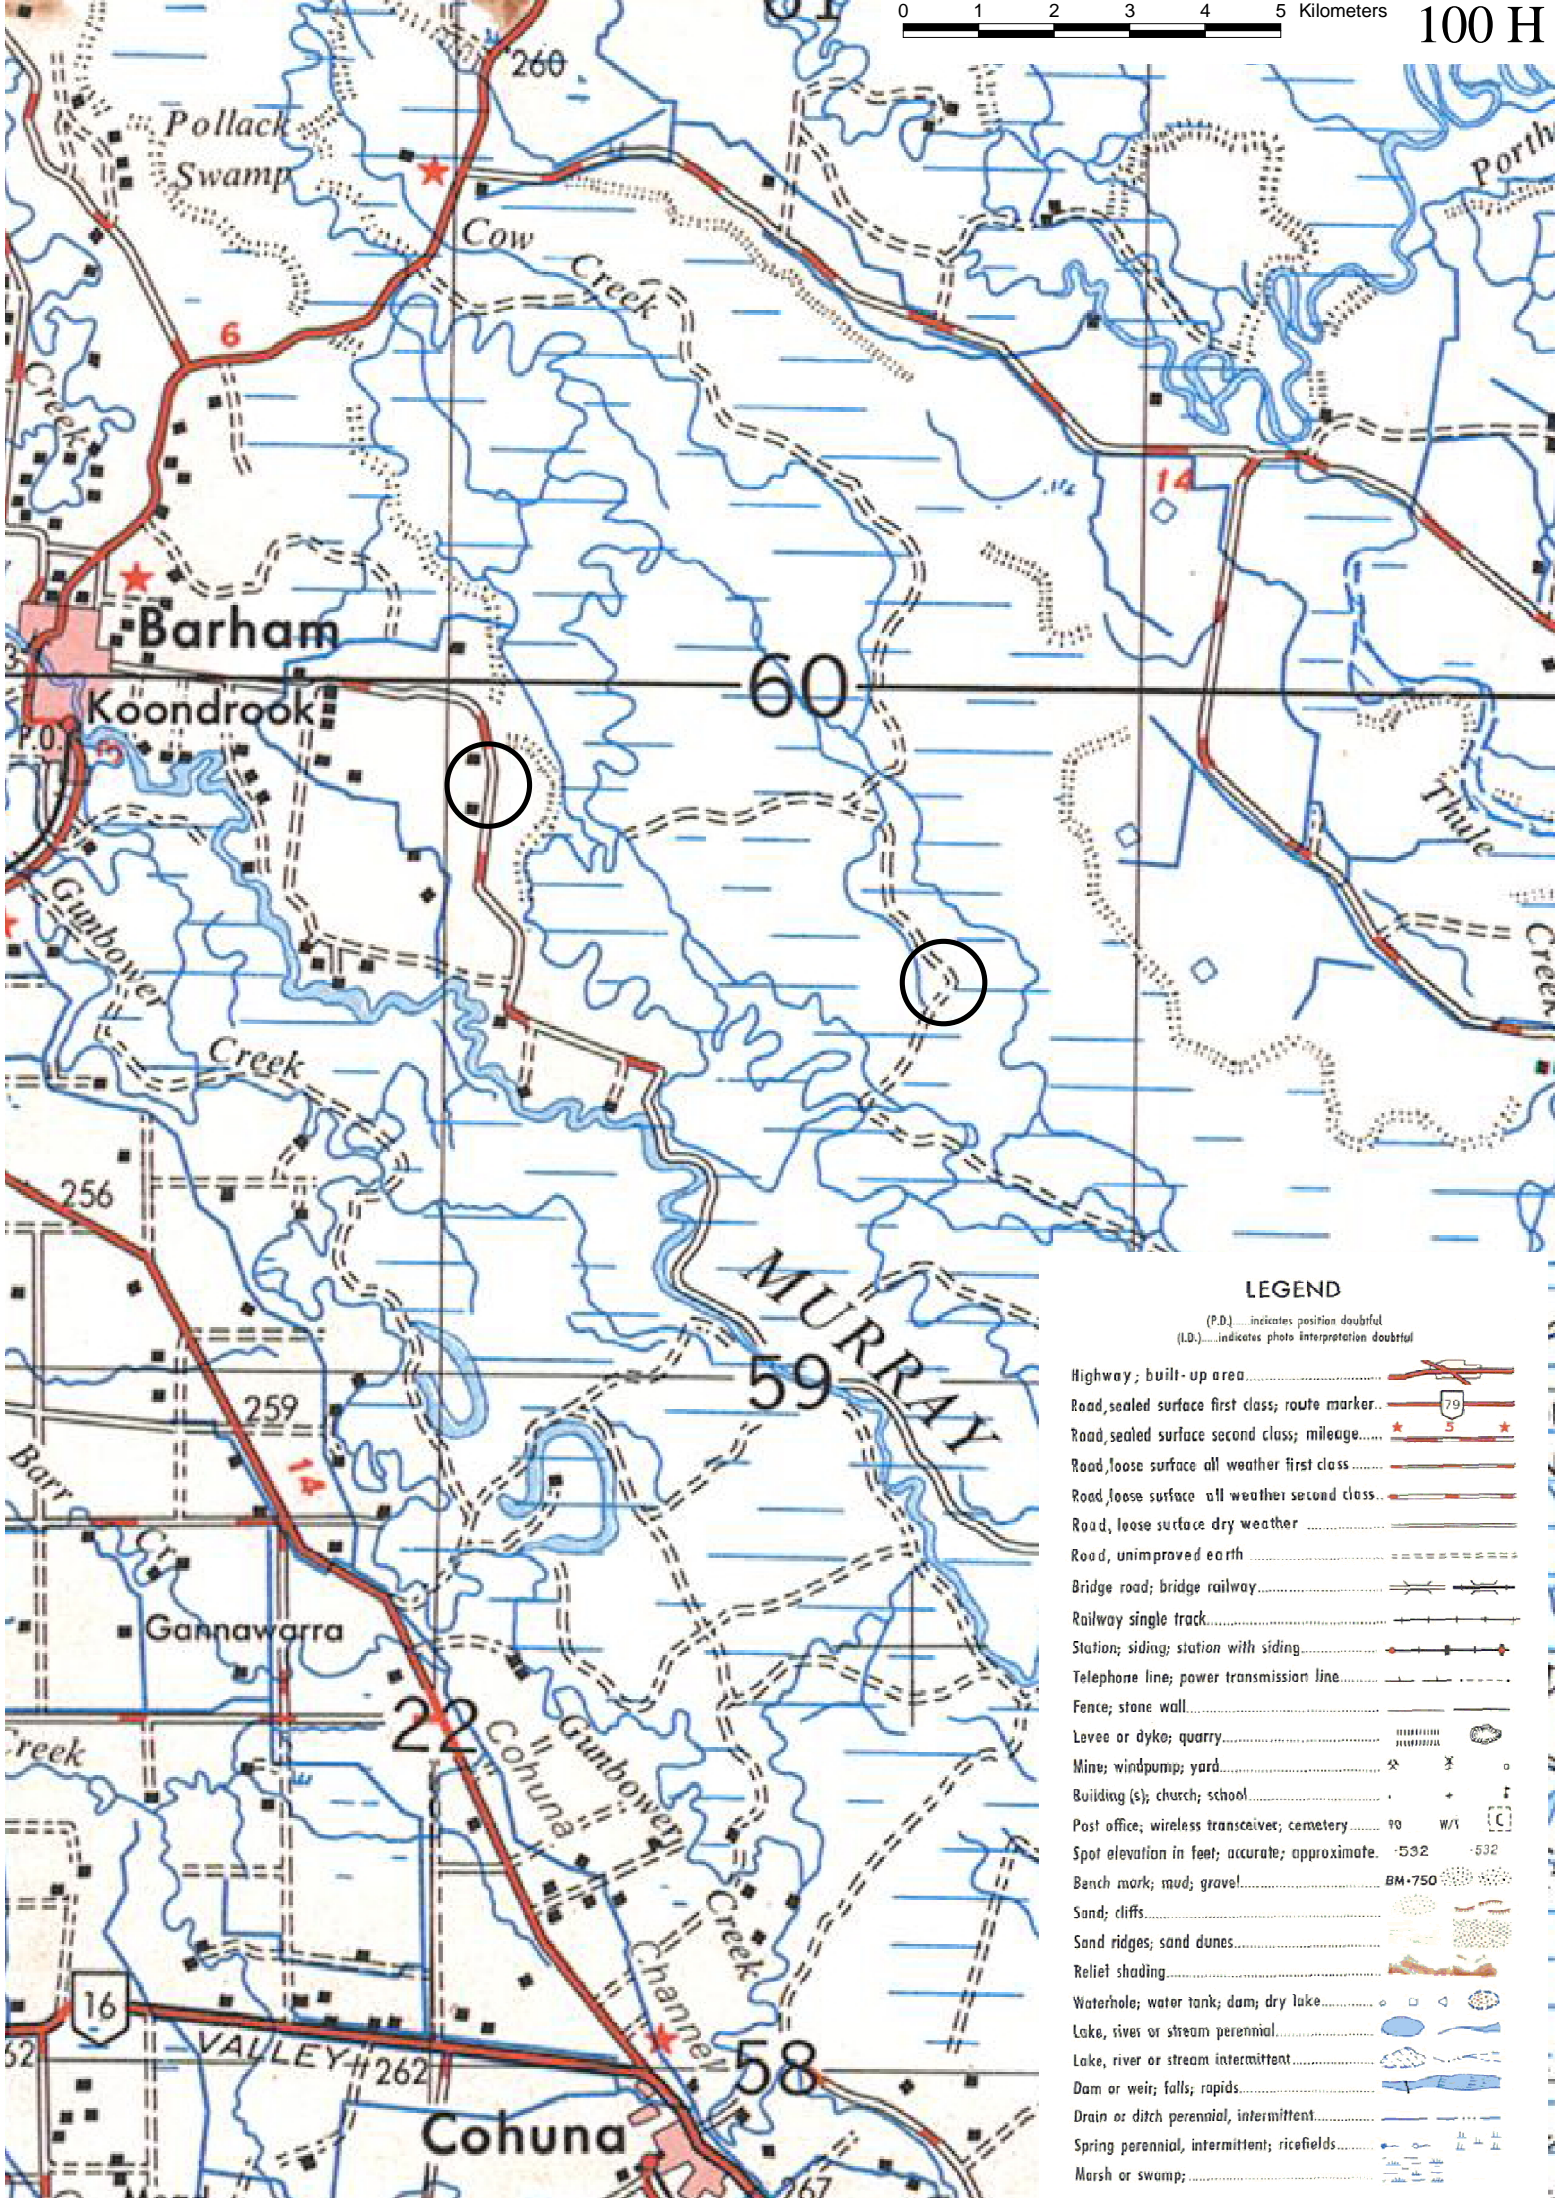 0 1 2 3 4 5 Kilometers
100 H
260
Pollack
Swamp
Cow
Creek
Porth
6
Creek
14
Barham
60
Koondrook
P.O.
3
Thule
Creek
Gunbower
Creek
256
MURRAY
59
259
14
Barr
Cr.
Gannawarra
22
Creek
Cohuna
Channel
Gunbower
Creek
16
VALLEY
262
62
58
Cohuna
267
LEGEND
(P.D.).....indicates position doubtful
(I.D.).....indicates photo interpretation doubtful
Highway; built-up area
Road, sealed surface first class; route marker.. 79
Road, sealed surface second class; mileage..... 5
Road, loose surface all weather first class
Road, loose surface all weather second class..
Road, loose surface dry weather
Road, unimproved earth
Bridge road; bridge railway
Railway single track
Station; siding; station with siding
Telephone line; power transmission line
Fence; stone wall
Levee or dyke; quarry
Mine; windpump; yard
Building (s); church; school
Post office; wireless transceiver; cemetery C
Spot elevation in feet; accurate; approximate. ·532 ·532
Bench mark; mud; gravel BM·750
Sand; cliffs
Sand ridges; sand dunes
Relief shading
Waterhole; water tank; dam; dry lake
Lake, river or stream perennial
Lake, river or stream intermittent
Dam or weir; falls; rapids
Drain or ditch perennial, intermittent
Spring perennial, intermittent; ricefields
Marsh or swamp;